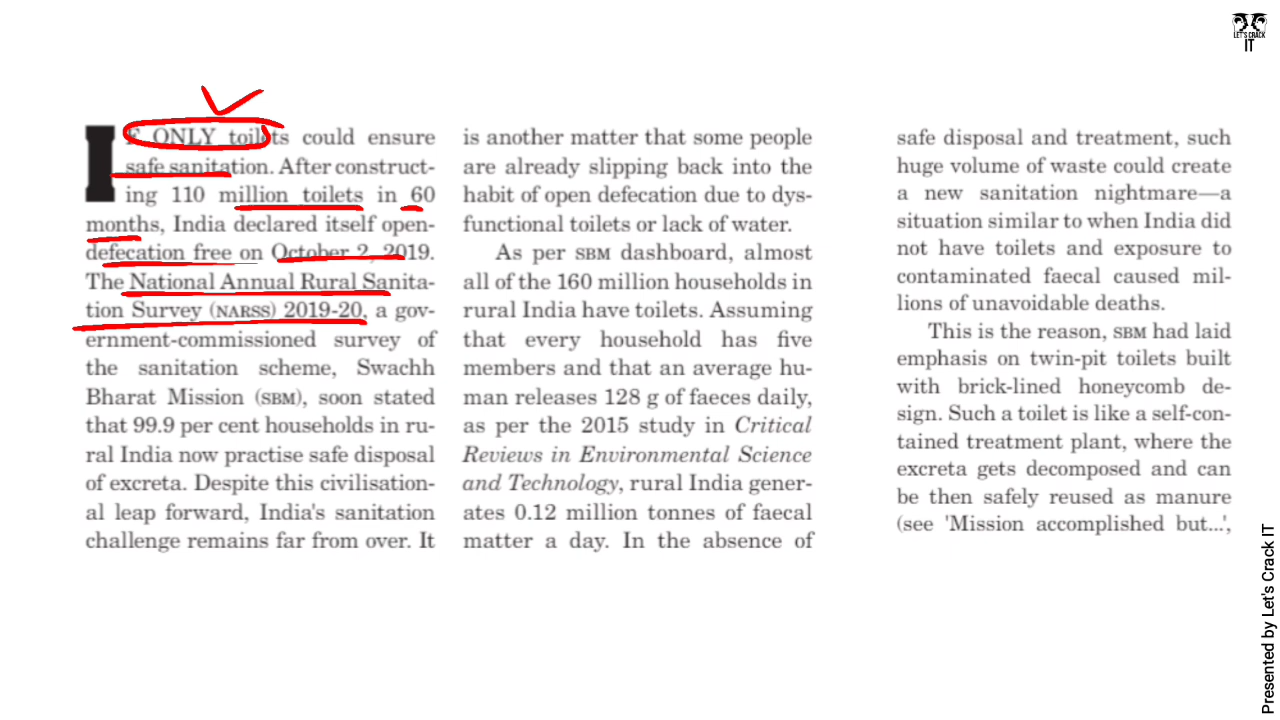 IF ONLY toilets could ensure
safe sanitation. After construct-
ing 110 million toilets in 60
months, India declared itself open-
defecation free on October 2, 2019.
The National Annual Rural Sanita-
tion Survey (NARSS) 2019-20, a gov-
ernment-commissioned survey of
the sanitation scheme, Swachh
Bharat Mission (SBM), soon stated
that 99.9 per cent households in ru-
ral India now practise safe disposal
of excreta. Despite this civilisation-
al leap forward, India's sanitation
challenge remains far from over. It
is another matter that some people
are already slipping back into the
habit of open defecation due to dys-
functional toilets or lack of water.
As per SBM dashboard, almost
all of the 160 million households in
rural India have toilets. Assuming
that every household has five
members and that an average hu-
man releases 128 g of faeces daily,
as per the 2015 study in Critical
Reviews in Environmental Science
and Technology, rural India gener-
ates 0.12 million tonnes of faecal
matter a day. In the absence of
safe disposal and treatment, such
huge volume of waste could create
a new sanitation nightmare—a
situation similar to when India did
not have toilets and exposure to
contaminated faecal caused mil-
lions of unavoidable deaths.
This is the reason, SBM had laid
emphasis on twin-pit toilets built
with brick-lined honeycomb de-
sign. Such a toilet is like a self-con-
tained treatment plant, where the
excreta gets decomposed and can
be then safely reused as manure
(see 'Mission accomplished but...',
LET'S CRACK
IT
Presented by Let's Crack IT